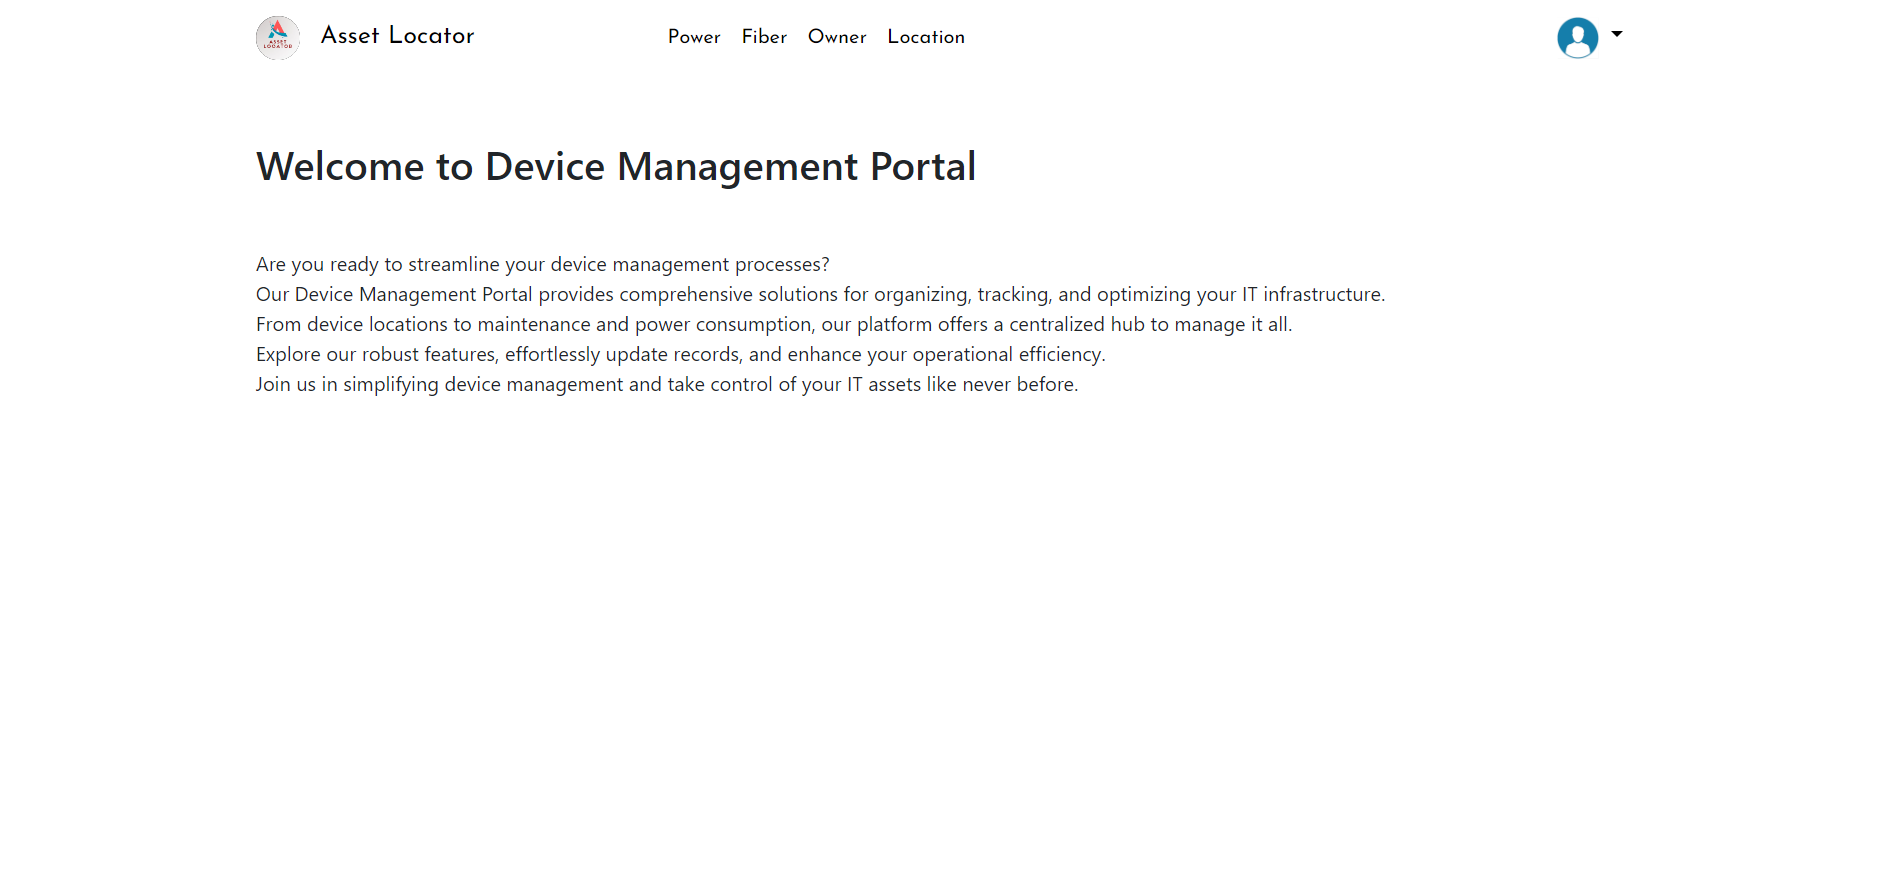 ASSET
LOCATOR
Asset Locator
Power Fiber Owner Location
Welcome to Device Management Portal
Are you ready to streamline your device management processes?
Our Device Management Portal provides comprehensive solutions for organizing, tracking, and optimizing your IT infrastructure.
From device locations to maintenance and power consumption, our platform offers a centralized hub to manage it all.
Explore our robust features, effortlessly update records, and enhance your operational efficiency.
Join us in simplifying device management and take control of your IT assets like never before.